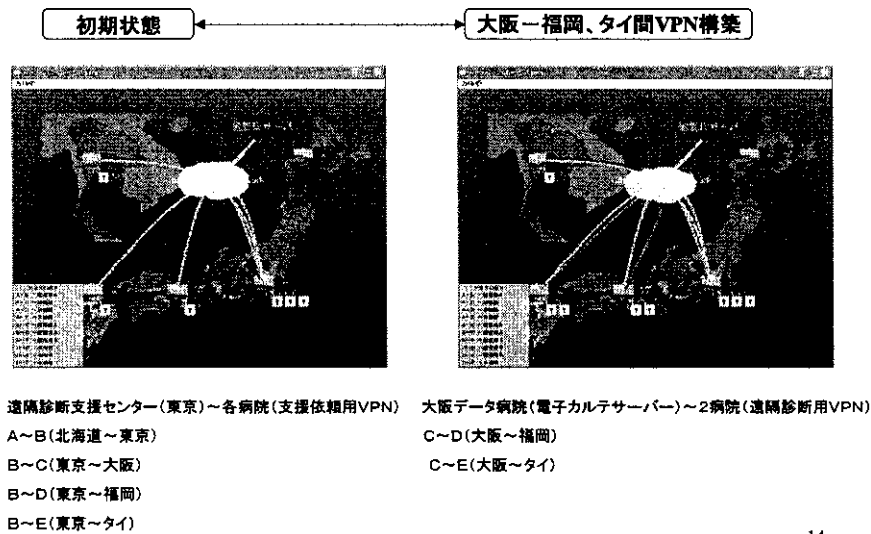 初期状態
大阪－福岡、タイ間VPN構築
遠隔診断支援センター(東京)～各病院(支援依頼用VPN)
A～B(北海道～東京)
B～C(東京～大阪)
B～D(東京～福岡)
B～E(東京～タイ)
大阪データ病院(電子カルテサーバー)～2病院(遠隔診断用VPN)
C～D(大阪～福岡)
C～E(大阪～タイ)